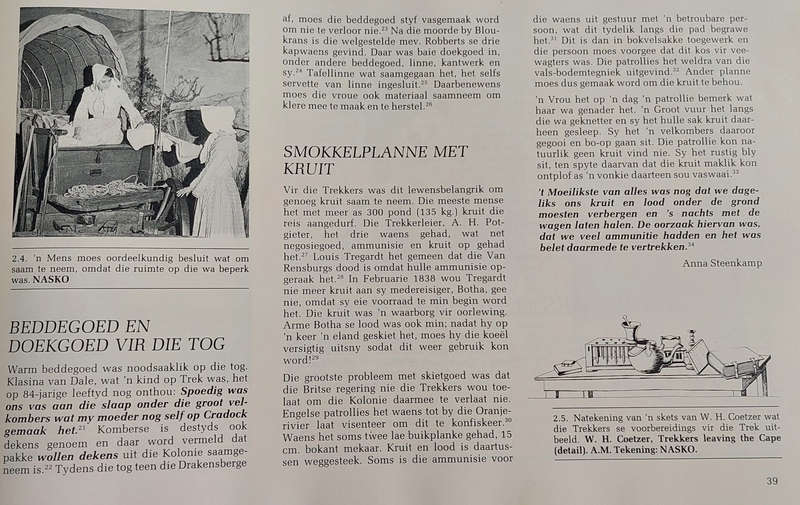 2.4. 'n Mens moes oordeelkundig besluit wat om
saam te neem, omdat die ruimte op die wa beperk
was. NASKO
BEDDEGOED EN
DOEKGOED VIR DIE TOG
Warm beddegoed was noodsaaklik op die tog.
Klasina van Dale, wat 'n kind op Trek was, het
op 84-jarige leeftyd nog onthou: Spoedig was
ons vas aan die slaap onder die groot vel-
kombers wat my moeder nog self op Cradock
gemaak het.²¹ Komberse is destyds ook
dekens genoem en daar word vermeld dat
pakke wollen dekens uit die Kolonie saamge-
neem is.²² Tydens die tog teen die Drakensberge
af, moes die beddegoed styf vasgemaak word
om nie te verloor nie.²³ Na die moorde by Blou-
krans is die welgestelde mev. Robberts se drie
kapwaens gevind. Daar was baie doekgoed in,
onder andere beddegoed, linne, kantwerk en
sy.²⁴ Tafellinne wat saamgegaan het, het selfs
servette van linne ingesluit.²⁵ Daarbenewens
moes die vroue ook materiaal saamneem om
klere mee te maak en te herstel.²⁶
SMOKKELPLANNE MET
KRUIT
Vir die Trekkers was dit lewensbelangrik om
genoeg kruit saam te neem. Die meeste mense
het met meer as 300 pond (135 kg.) kruit die
reis aangedurf. Die Trekkerleier, A. H. Pot-
gieter, het drie waens gehad, wat net
negosiegoed, ammunisie en kruit op gehad
het.²⁷ Louis Tregardt het gemeen dat die Van
Rensburgs dood is omdat hulle ammunisie op-
geraak het.²⁸ In Februarie 1838 wou Tregardt
nie meer kruit aan sy medereisiger, Botha, gee
nie, omdat sy eie voorraad te min begin word
het. Die kruit was 'n waarborg vir oorlewing.
Arme Botha se lood was ook min; nadat hy op
'n keer 'n eland geskiet het, moes hy die koeël
versigtig uitsny sodat dit weer gebruik kon
word!²⁹
Die grootste probleem met skietgoed was dat
die Britse regering nie die Trekkers wou toe-
laat om die Kolonie daarmee te verlaat nie.
Engelse patrollies het waens tot by die Oranje-
rivier laat visenteer om dit te konfiskeer.³⁰
Waens het soms twee lae buikplanke gehad, 15
cm. bokant mekaar. Kruit en lood is daartus-
sen weggesteek. Soms is die ammunisie voor
die waens uit gestuur met 'n betroubare per-
soon, wat dit tydelik langs die pad begrawe
het.³¹ Dit is dan in bokvelsakke toegewerk en
die persoon moes voorgee dat dit kos vir vee-
wagters was. Die patrollies het weldra van die
vals-bodemtegniek uitgevind.³² Ander planne
moes dus gemaak word om die kruit te behou.
'n Vrou het op 'n dag 'n patrollie bemerk wat
haar wa genader het. 'n Groot vuur het langs
die wa geknetter en sy het hulle sak kruit daar-
heen gesleep. Sy het 'n velkombers daaroor
gegooi en bo-op gaan sit. Die patrollie kon na-
tuurlik geen kruit vind nie. Sy het rustig bly
sit, ten spyte daarvan dat die kruit maklik kon
ontplof as 'n vonkie daarteen sou vaswaai.³³
't Moeilikste van alles was nog dat we dage-
liks ons kruit en lood onder de grond
moesten verbergen en 's nachts met de
wagen laten halen. De oorzaak hiervan was,
dat we veel ammunitie hadden en het was
belet daarmede te vertrekken.³⁴
Anna Steenkamp
2.5. Natekening van 'n skets van W. H. Coetzer wat
die Trekkers se voorbereidings vir die Trek uit-
beeld. W. H. Coetzer, Trekkers leaving the Cape
(detail). A.M. Tekening: NASKO.
39